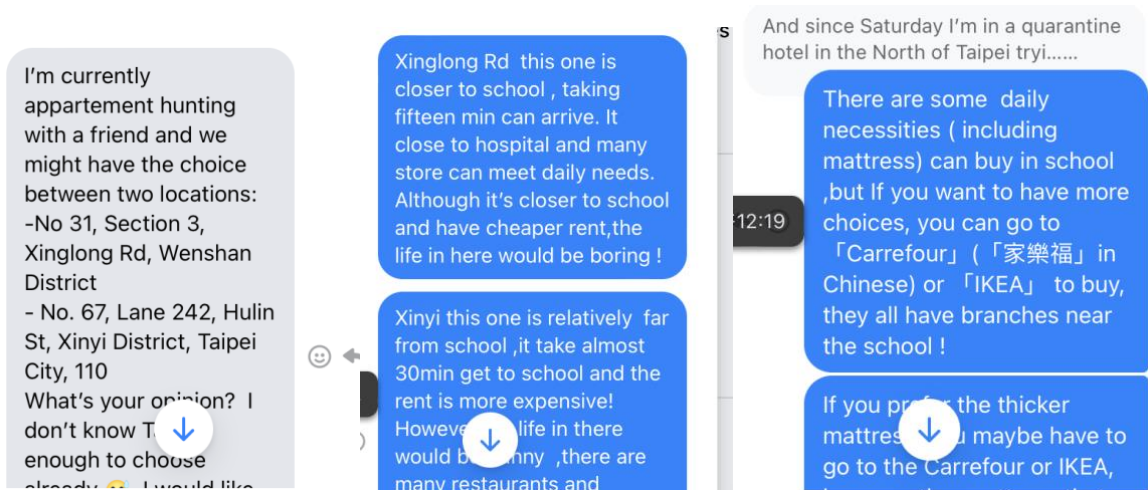 I'm currently
appartement hunting
with a friend and we
might have the choice
between two locations:
-No 31, Section 3,
Xinglong Rd, Wenshan
District
- No. 67, Lane 242, Hulin
St, Xinyi District, Taipei
City, 110
What's your opinion? I
don't know
enough to choose
already 😅 I would like
Xinglong Rd this one is
closer to school , taking
fifteen min can arrive. It
close to hospital and many
store can meet daily needs.
Although it's closer to school
and have cheaper rent,the
life in here would be boring !
Xinyi this one is relatively far
from school ,it take almost
30min get to school and the
rent is more expensive!
life in there
would ,there are
many restaurants and
s
And since Saturday I'm in a quarantine
hotel in the North of Taipei tryi......
There are some daily
necessities ( including
mattress) can buy in school
,but If you want to have more
choices, you can go to
「Carrefour」 (「家樂福」in
Chinese) or 「IKEA」 to buy,
they all have branches near
the school !
12:19
If you the thicker
maybe have to
go to the Carrefour or IKEA,